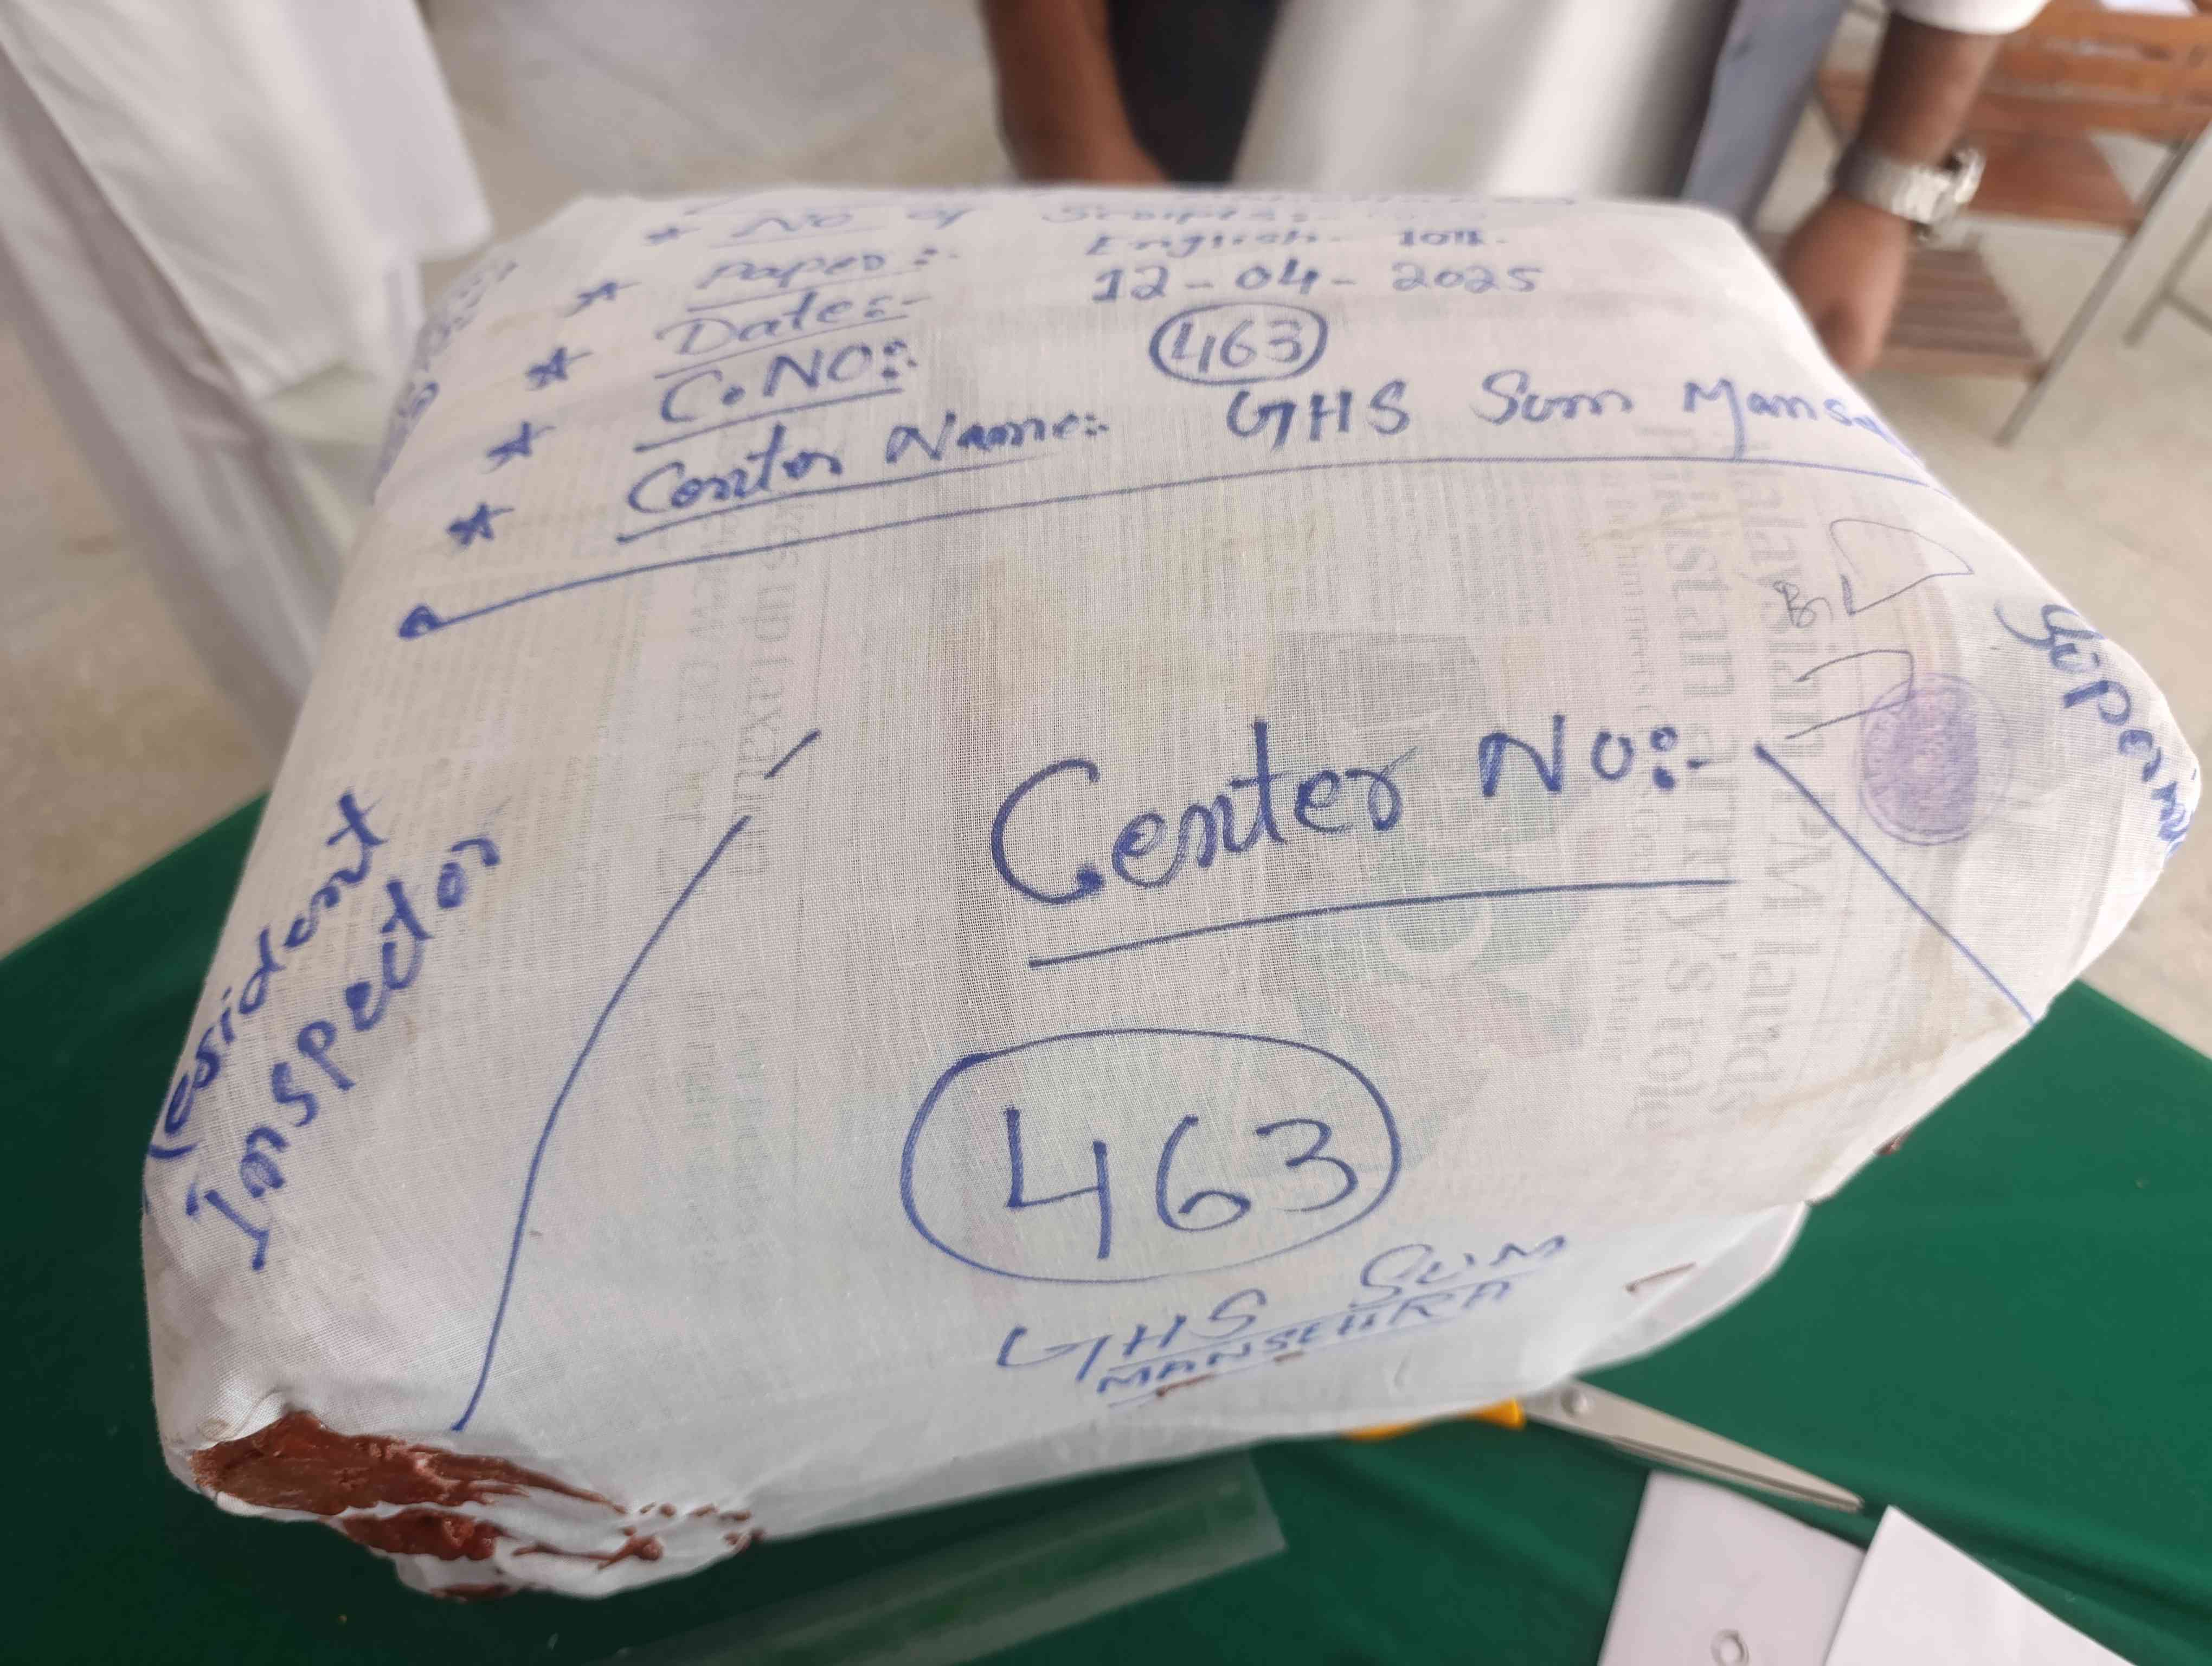 * No of Scripts:-
* Paper:- English 10th.
* Date:- 12-04-2025
* C.NO:- 463
* Center Name:- GHS Sum Manse
Center No:-
463
GHS SUM
MANSEHRA
Resident
Inspector
Superin